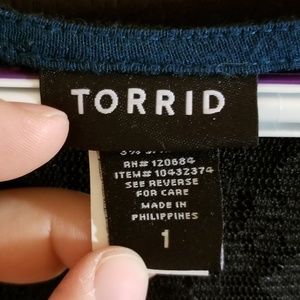 TORRID
RN# 120684
ITEM# 10432374
SEE REVERSE
FOR CARE
MADE IN
PHILIPPINES
1